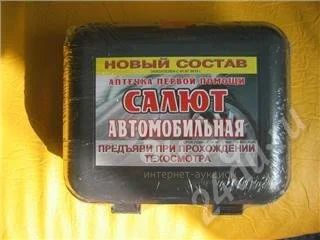 НОВЫЙ СОСТАВ
АПТЕЧКА ПЕРВОЙ ПОМОЩИ
САЛЮТ
АВТОМОБИЛЬНАЯ
ПРЕДЪЯВИ ПРИ ПРОХОЖДЕНИИ
ТЕХОСМОТРА
интернет-аукцион